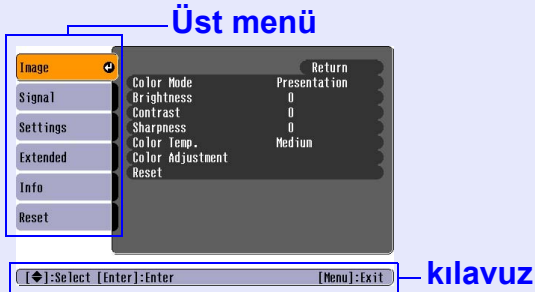 Üst menü
Image
Signal
Settings
Extended
Info
Reset
Return
Color Mode Presentation
Brightness 0
Contrast 0
Sharpness 0
Color Temp. Medium
Color Adjustment
Reset
[◆]:Select [Enter]:Enter [Menu]:Exit
kılavuz